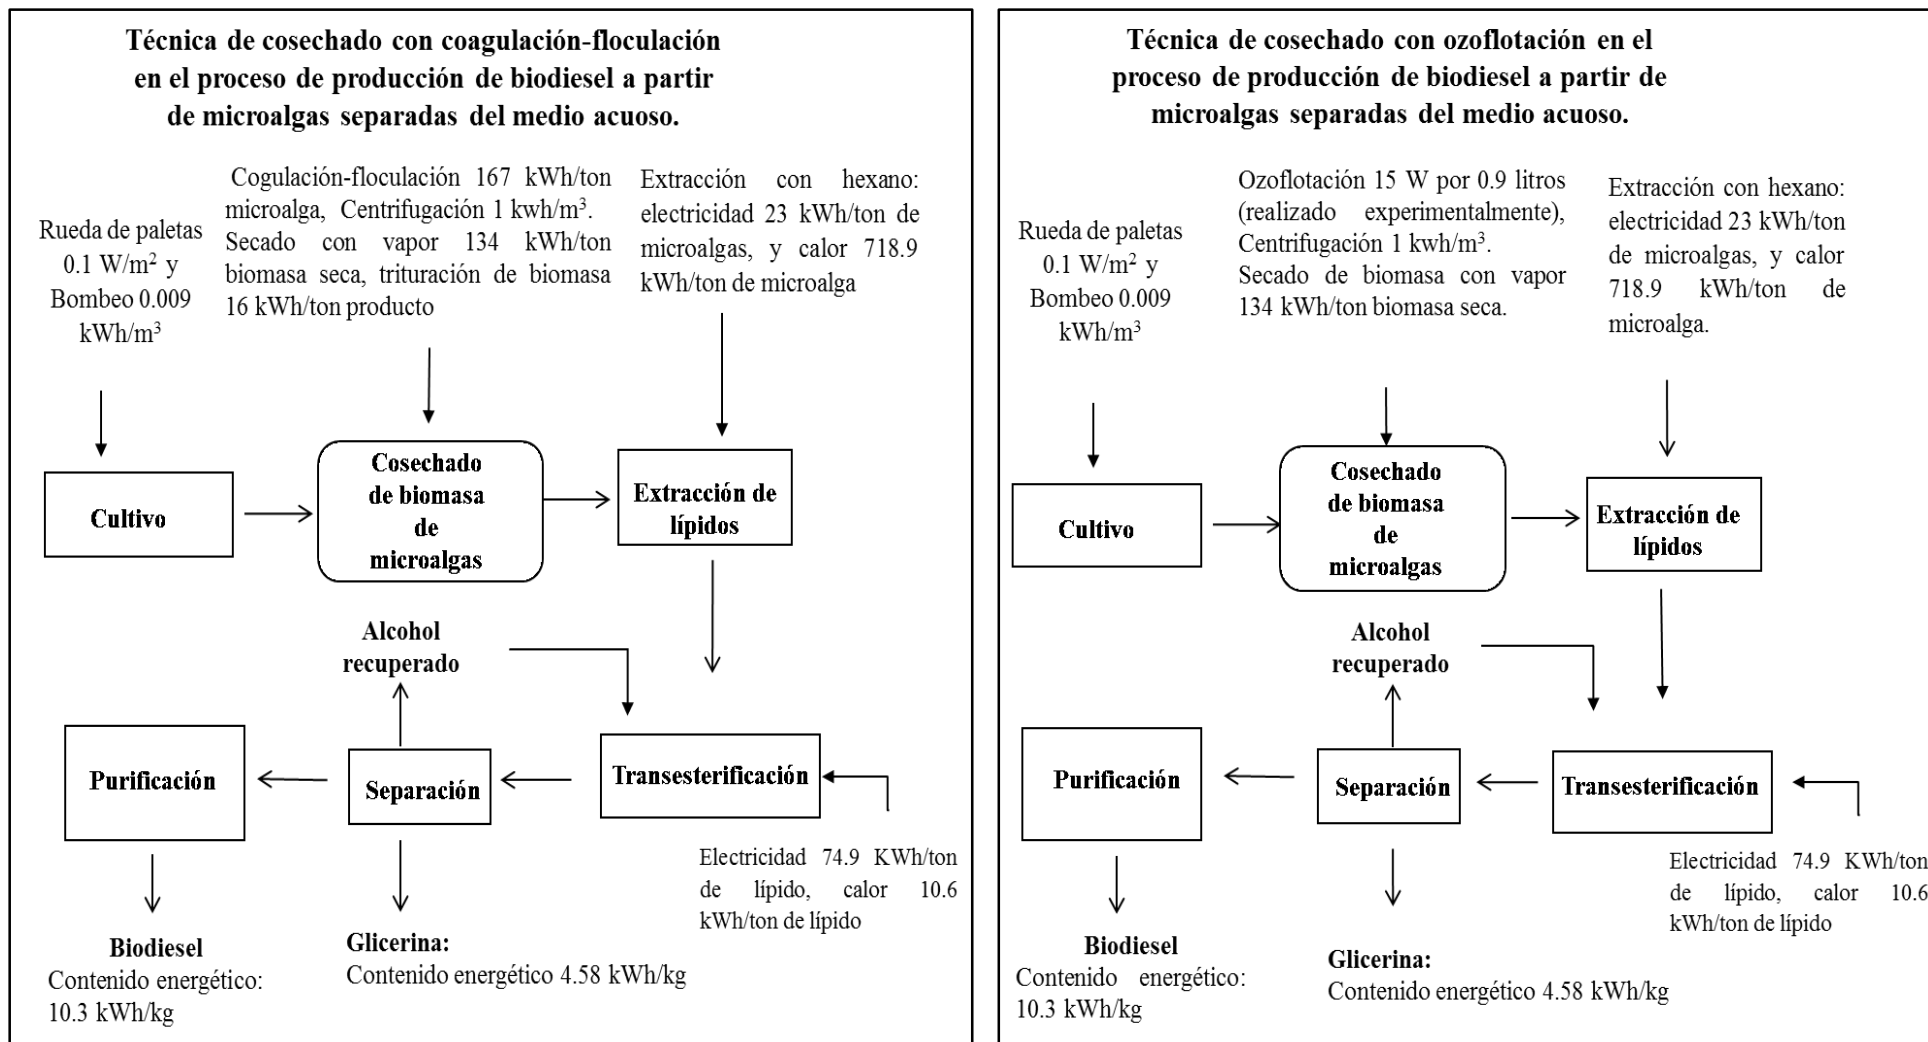 Técnica de cosechado con coagulación-floculación
en el proceso de producción de biodiesel a partir
de microalgas separadas del medio acuoso.
Rueda de paletas
0.1 W/m² y
Bombeo 0.009
kWh/m³
Cogulación-floculación 167 kWh/ton
microalga, Centrifugación 1 kwh/m³.
Secado con vapor 134 kWh/ton
biomasa seca, trituración de biomasa
16 kWh/ton producto
Extracción con hexano:
electricidad 23 kWh/ton de
microalgas, y calor 718.9
kWh/ton de microalga
Cultivo
Cosechado
de biomasa
de
microalgas
Extracción de
lípidos
Alcohol
recuperado
Purificación
Separación
Transesterificación
Electricidad 74.9 KWh/ton
de lípido, calor 10.6
kWh/ton de lípido
Biodiesel
Contenido energético:
10.3 kWh/kg
Glicerina:
Contenido energético 4.58 kWh/kg
Técnica de cosechado con ozoflotación en el
proceso de producción de biodiesel a partir de
microalgas separadas del medio acuoso.
Rueda de paletas
0.1 W/m² y
Bombeo 0.009
kWh/m³
Ozoflotación 15 W por 0.9 litros
(realizado experimentalmente),
Centrifugación 1 kwh/m³.
Secado de biomasa con vapor
134 kWh/ton biomasa seca.
Extracción con hexano:
electricidad 23 kWh/ton
de microalgas, y calor
718.9 kWh/ton de
microalga.
Cultivo
Cosechado
de biomasa
de
microalgas
Extracción de
lípidos
Alcohol
recuperado
Purificación
Separación
Transesterificación
Electricidad 74.9 KWh/ton
de lípido, calor 10.6
kWh/ton de lípido
Biodiesel
Contenido energético:
10.3 kWh/kg
Glicerina:
Contenido energético 4.58 kWh/kg